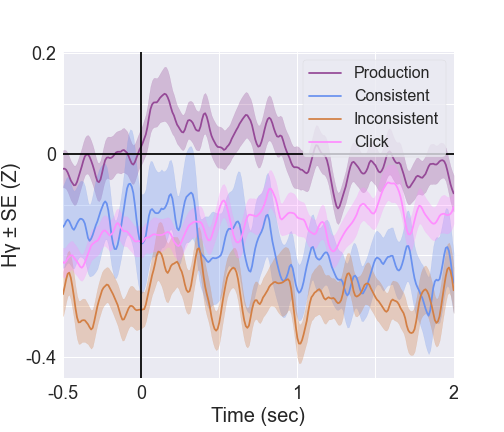 0.2
0
-0.4
Hγ ± SE (Z)
Production
Consistent
Inconsistent
Click
-0.5
0
1
2
Time (sec)